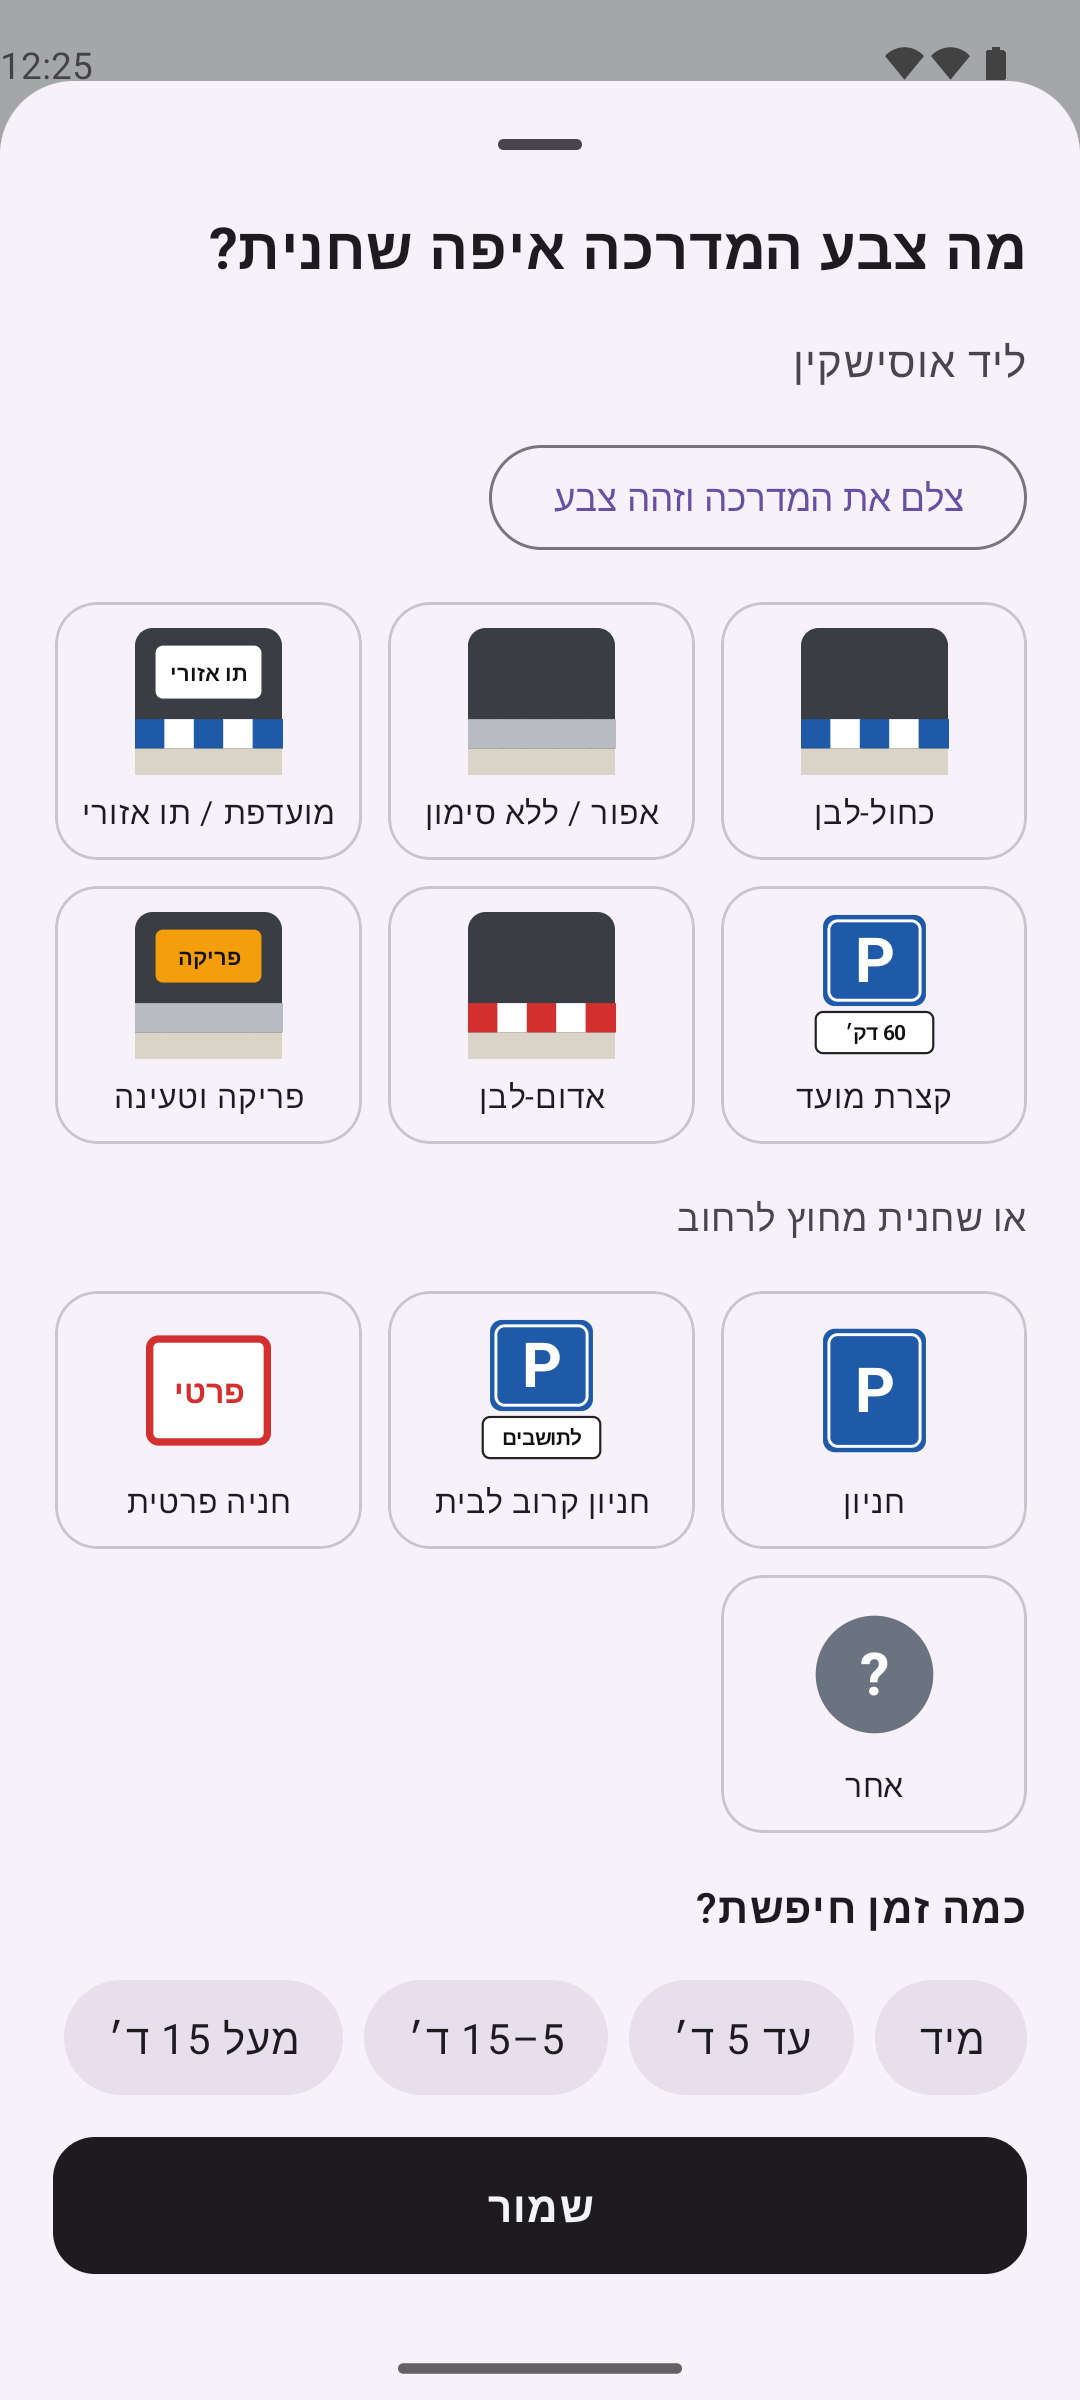 12:25
מה צבע המדרכה איפה שחנית?
ליד אוסישקין
צלם את המדרכה וזהה צבע
כחול-לבן
אפור / ללא סימון
תו אזורי
מועדפת / תו אזורי
P
60 דק׳
קצרת מועד
אדום-לבן
פריקה
פריקה וטעינה
או שחנית מחוץ לרחוב
P
חניון
P
לתושבים
חניון קרוב לבית
פרטי
חניה פרטית
?
אחר
כמה זמן חיפשת?
מיד
עד 5 ד׳
5–15 ד׳
מעל 15 ד׳
שמור